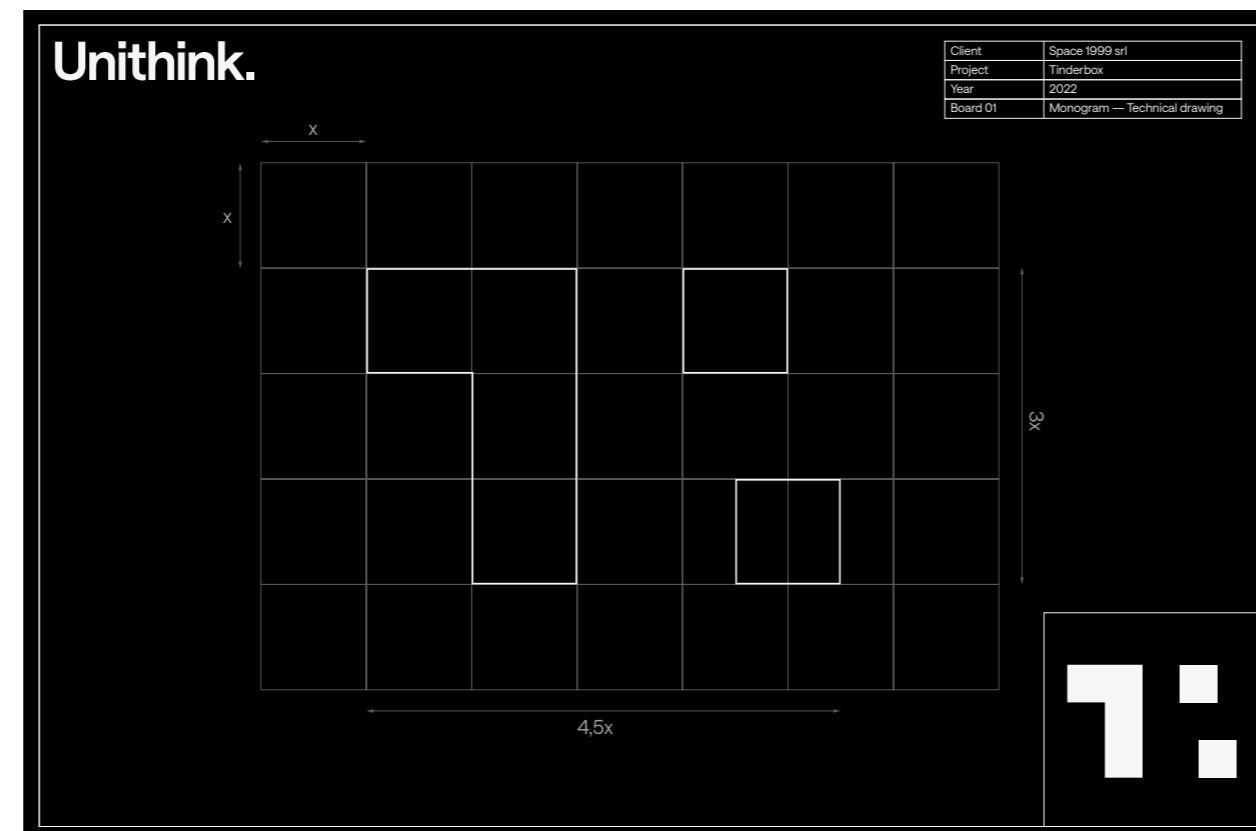 Unithink.
Client Space 1999 srl
Project Tinderbox
Year 2022
Board 01 Monogram — Technical drawing
x
x
3x
4,5x